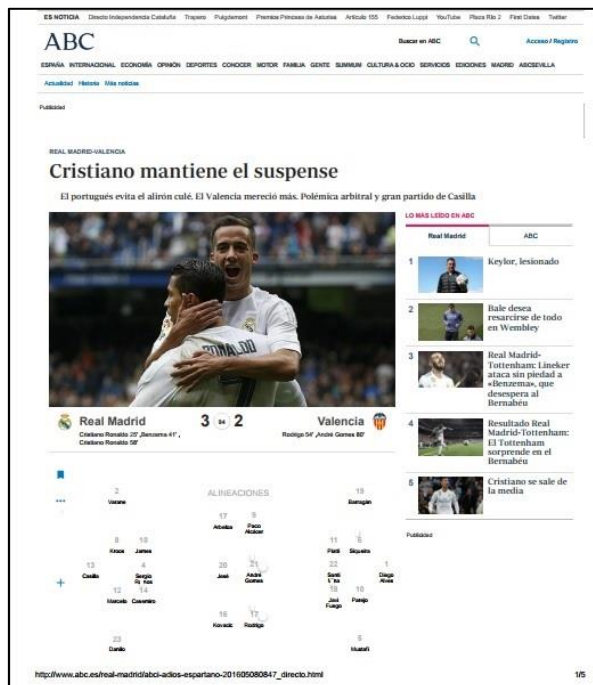 ES NOTICIA Directo Independencia Cataluña Trapero Puigdemont Premios Princesa de Asturias Artículo 155 Federico Luppi YouTube Plaza Río 2 First Dates Twitter
ABC
Buscar en ABC
Acceso / Registro
ESPAÑA INTERNACIONAL ECONOMÍA OPINIÓN DEPORTES CONOCER MOTOR FAMILIA GENTE SUMMUM CULTURA & OCIO SERVICIOS EDICIONES MADRID ABCSEVILLA
Actualidad Historia Más noticias
Publicidad
REAL MADRID-VALENCIA
Cristiano mantiene el suspense
El portugués evita el alirón culé. El Valencia mereció más. Polémica arbitral y gran partido de Casilla
RONALDO
7
Real Madrid 3 94 2 Valencia
Cristiano Ronaldo 25', Benzema 41',
Cristiano Ronaldo 58'
Rodrigo 54', André Gomes 80'
LO MÁS LEÍDO EN ABC
Real Madrid ABC
1 Keylor, lesionado
2 Bale desea
resarcirse de todo
en Wembley
3 Real Madrid-
Tottenham: Lineker
ataca sin piedad a
«Benzema», que
desespera al
Bernabéu
4 Resultado Real
Madrid-Tottenham:
El Tottenham
sorprende en el
Bernabéu
5 Cristiano se sale de
la media
Publicidad
ALINEACIONES
2
Varane
19
Barragán
17 9
Arbeloa Paco
Alcácer
8 10
Kroos James
11 6
Piatti Siqueira
13
Casilla
4
Sergio
20
José
21
André
Gomes
22
Santi
1
Diego
Alves
12 14
Marcelo Casemiro
18 10
Javi
Fuego
Parejo
16 17
Kovacic Rodrigo
23
Danilo
5
Mustafi
http://www.abc.es/real-madrid/abci-adios-espartano-201605080847_directo.html
1/5